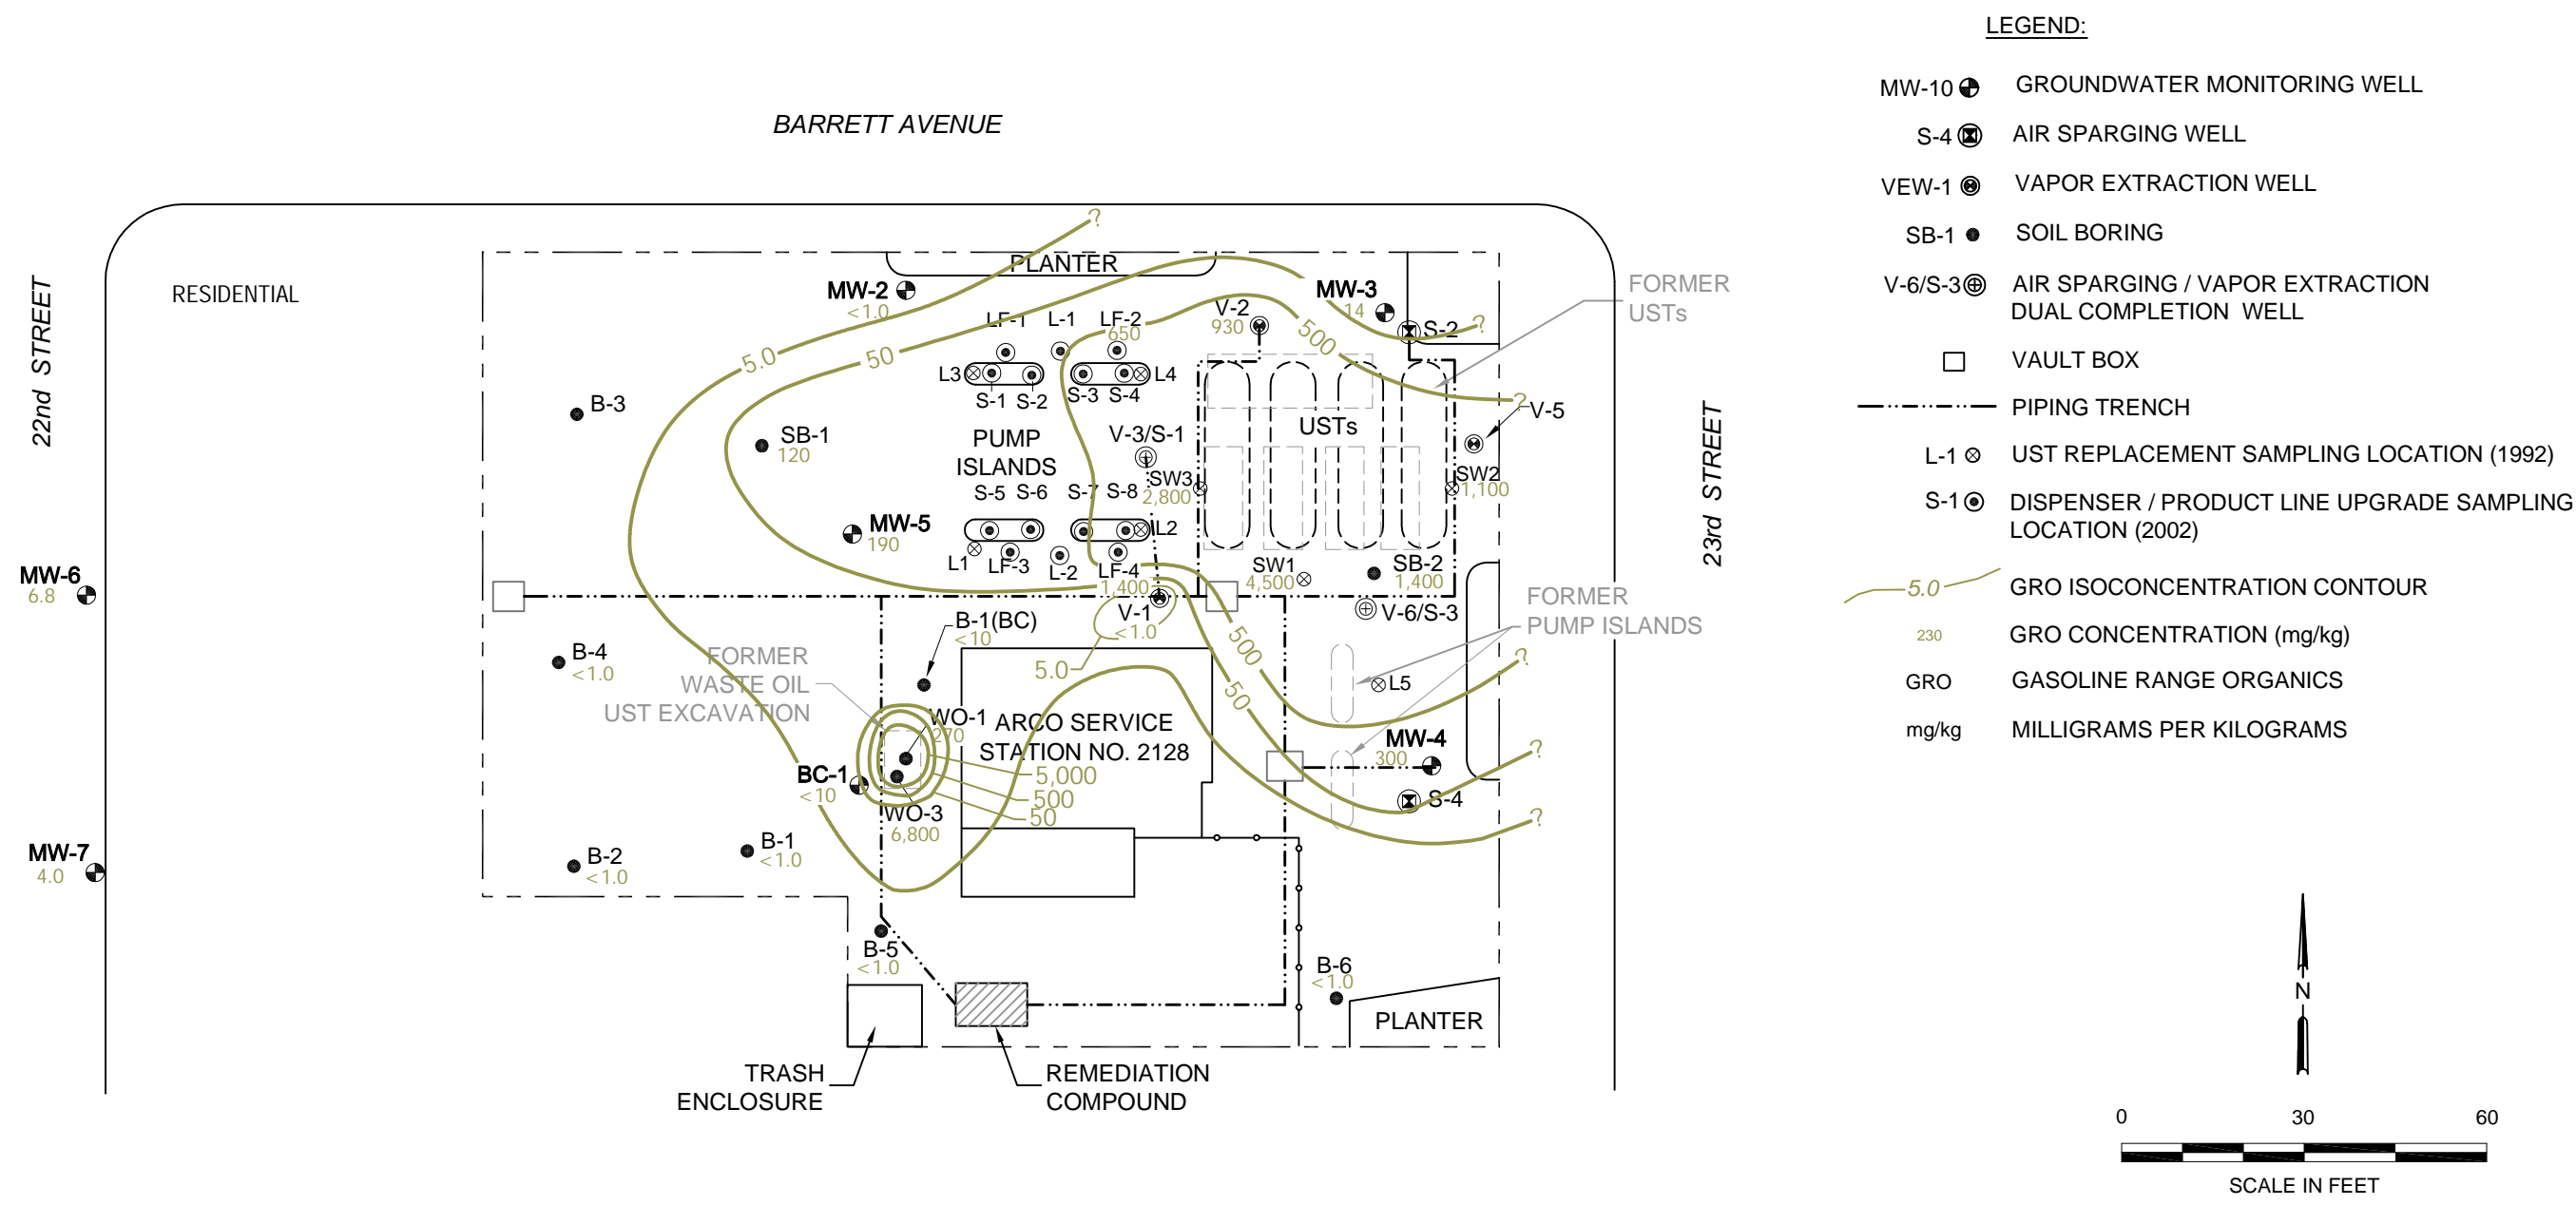 LEGEND:
MW-10 GROUNDWATER MONITORING WELL
S-4 AIR SPARGING WELL
VEW-1 VAPOR EXTRACTION WELL
SB-1 SOIL BORING
V-6/S-3 AIR SPARGING / VAPOR EXTRACTION
DUAL COMPLETION WELL
VAULT BOX
PIPING TRENCH
L-1 UST REPLACEMENT SAMPLING LOCATION (1992)
S-1 DISPENSER / PRODUCT LINE UPGRADE SAMPLING
LOCATION (2002)
5.0 GRO ISOCONCENTRATION CONTOUR
230 GRO CONCENTRATION (mg/kg)
GRO GASOLINE RANGE ORGANICS
mg/kg MILLIGRAMS PER KILOGRAMS
N
0 30 60
SCALE IN FEET
BARRETT AVENUE
22nd STREET
23rd STREET
RESIDENTIAL
?
PLANTER
MW-2
<1.0
MW-3
14
FORMER
USTs
V-2
930
S-2
?
LF-1
L-1
LF-2
650
500
5.0
50
L3
L4
S-1
S-2
S-3
S-4
?
V-5
B-3
SB-1
120
PUMP
ISLANDS
V-3/S-1
USTs
SW3
2,800
SW2
1,100
S-5
S-6
S-7
S-8
MW-5
190
L2
L1
LF-3
L-2
LF-4
1,400
SW1
4,500
SB-2
1,400
MW-6
6.8
V-1
<1.0
V-6/S-3
FORMER
PUMP ISLANDS
B-1(BC)
<10
B-4
<1.0
FORMER
WASTE OIL
UST EXCAVATION
5.0
500
50
?
L5
WO-1
270
ARCO SERVICE
STATION NO. 2128
MW-4
300
?
BC-1
<10
5,000
500
50
S-4
?
WO-3
6,800
MW-7
4.0
B-2
<1.0
B-1
<1.0
B-5
<1.0
B-6
<1.0
PLANTER
TRASH
ENCLOSURE
REMEDIATION
COMPOUND